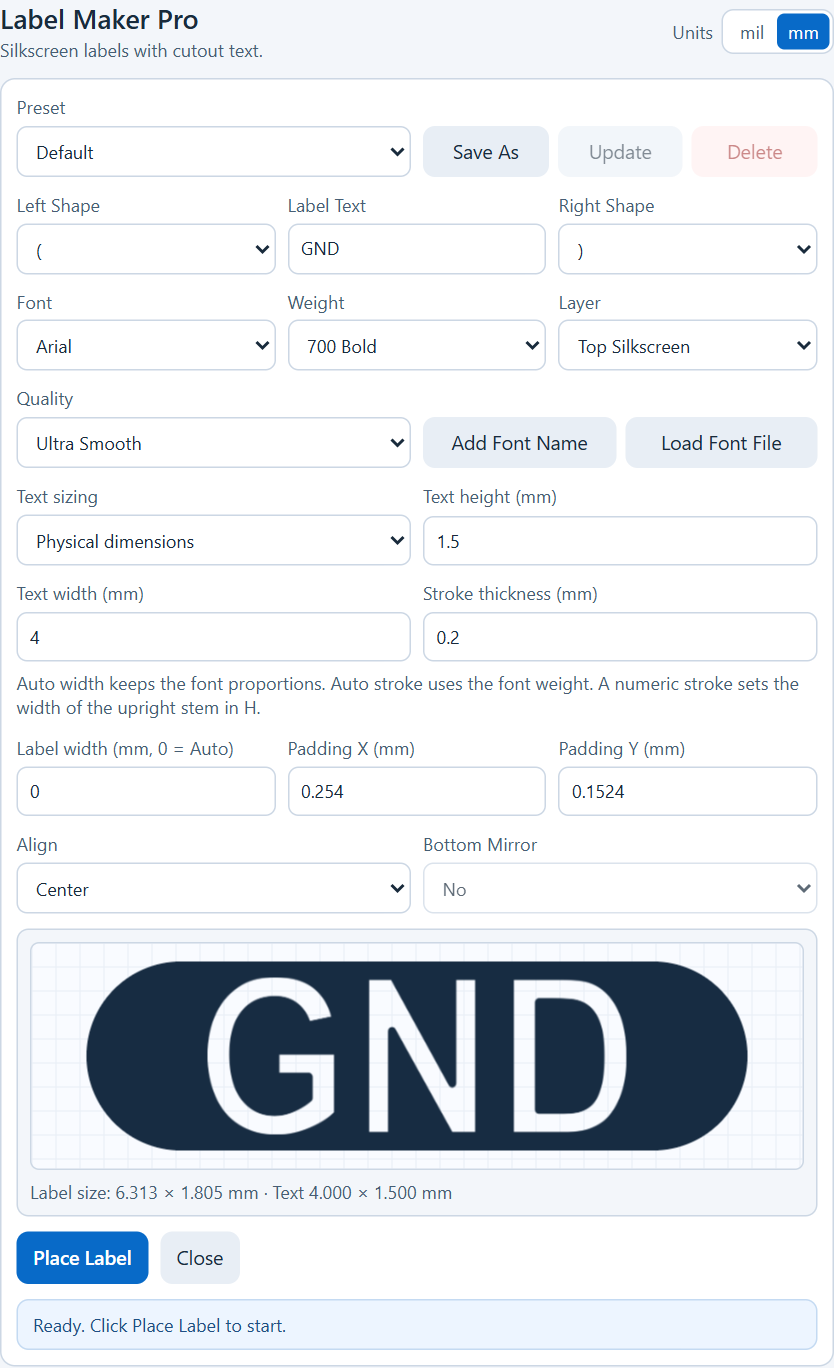 Label Maker Pro
Silkscreen labels with cutout text.
Units mil mm
Preset
Default Save As Update Delete
Left Shape Label Text Right Shape
( GND )
Font Weight Layer
Arial 700 Bold Top Silkscreen
Quality
Ultra Smooth Add Font Name Load Font File
Text sizing Text height (mm)
Physical dimensions 1.5
Text width (mm) Stroke thickness (mm)
4 0.2
Auto width keeps the font proportions. Auto stroke uses the font weight. A numeric stroke sets the
width of the upright stem in H.
Label width (mm, 0 = Auto) Padding X (mm) Padding Y (mm)
0 0.254 0.1524
Align Bottom Mirror
Center No
GND
Label size: 6.313 × 1.805 mm · Text 4.000 × 1.500 mm
Place Label Close
Ready. Click Place Label to start.